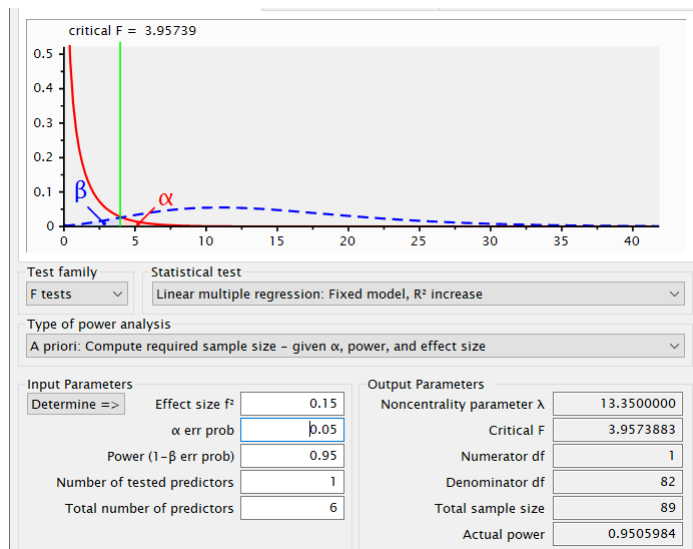 critical F = 3.95739
0.5
0.4
0.3
0.2
0.1
0
β
α
0 5 10 15 20 25 30 35 40
Test family
Statistical test
F tests
Linear multiple regression: Fixed model, R² increase
Type of power analysis
A priori: Compute required sample size – given α, power, and effect size
Input Parameters
Output Parameters
Determine => Effect size f² 0.15
Noncentrality parameter λ 13.3500000
α err prob 0.05
Critical F 3.9573883
Power (1-β err prob) 0.95
Numerator df 1
Number of tested predictors 1
Denominator df 82
Total number of predictors 6
Total sample size 89
Actual power 0.9505984